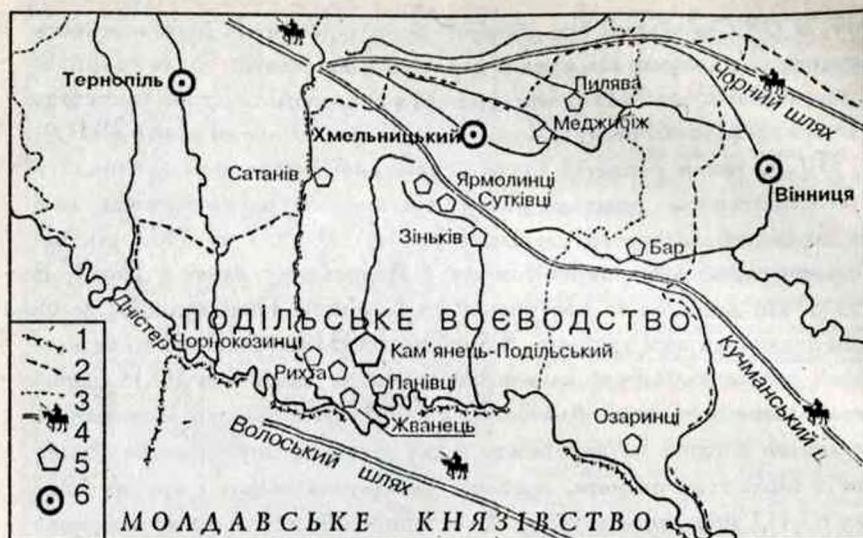 Тернопіль
Чорний шлях
Пилява
Меджибіж
Хмельницький
Вінниця
Сатанів
Ярмолинці
Сутківці
Зіньків
Бар
Дністер
ПОДІЛЬСЬКЕ ВОЄВОДСТВО
Чорнокозинці
Кам'янець-Подільський
Рихта
Панівці
Жванець
Кучманський
Озаринці
Волоський шлях
МОЛДАВСЬКЕ КНЯЗІВСТВО
1
2
3
4
5
6